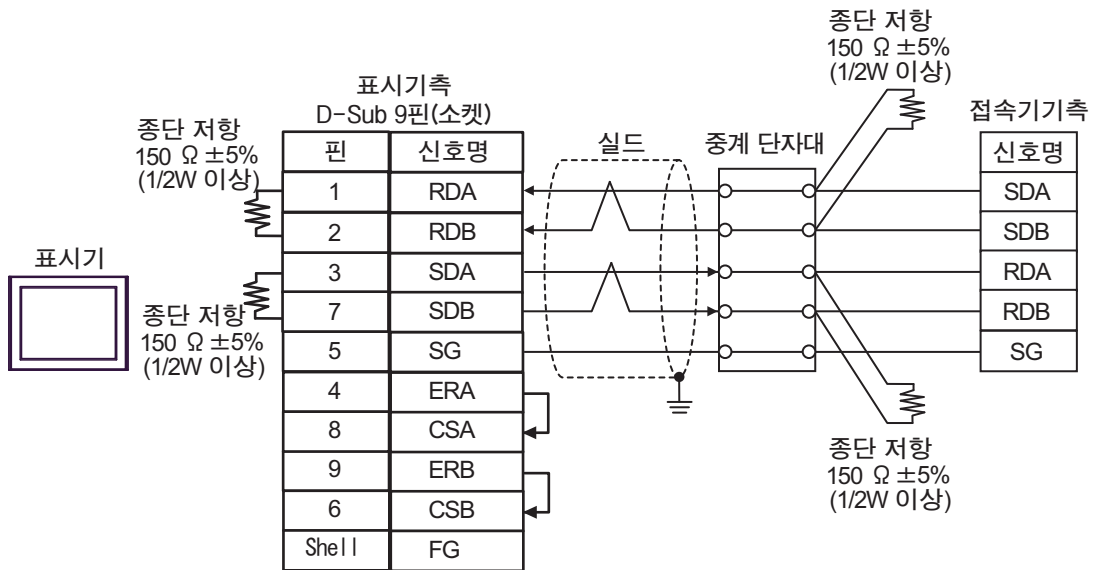 종단 저항
150 Ω ±5%
(1/2W 이상)
표시기측
D-Sub 9핀(소켓)
종단 저항
150 Ω ±5%
(1/2W 이상)
실드
중계 단자대
접속기기측
핀 신호명
신호명
1 RDA
SDA
2 RDB
SDB
표시기
3 SDA
RDA
종단 저항
150 Ω ±5%
(1/2W 이상)
7 SDB
RDB
5 SG
SG
4 ERA
8 CSA
9 ERB
6 CSB
Shell FG
종단 저항
150 Ω ±5%
(1/2W 이상)